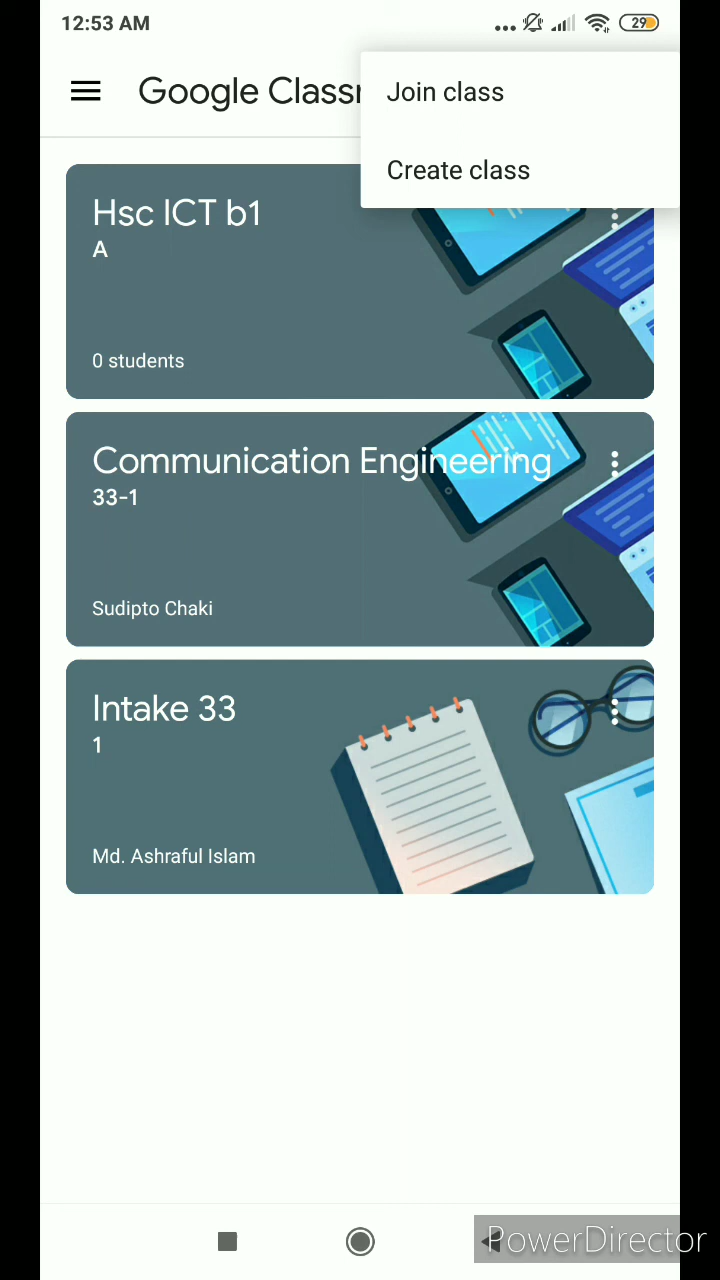 12:53 AM
29
Google Classr
Join class
Create class
Hsc ICT b1
A
0 students
Communication Engineering
33-1
Sudipto Chaki
Intake 33
1
Md. Ashraful Islam
PowerDirector